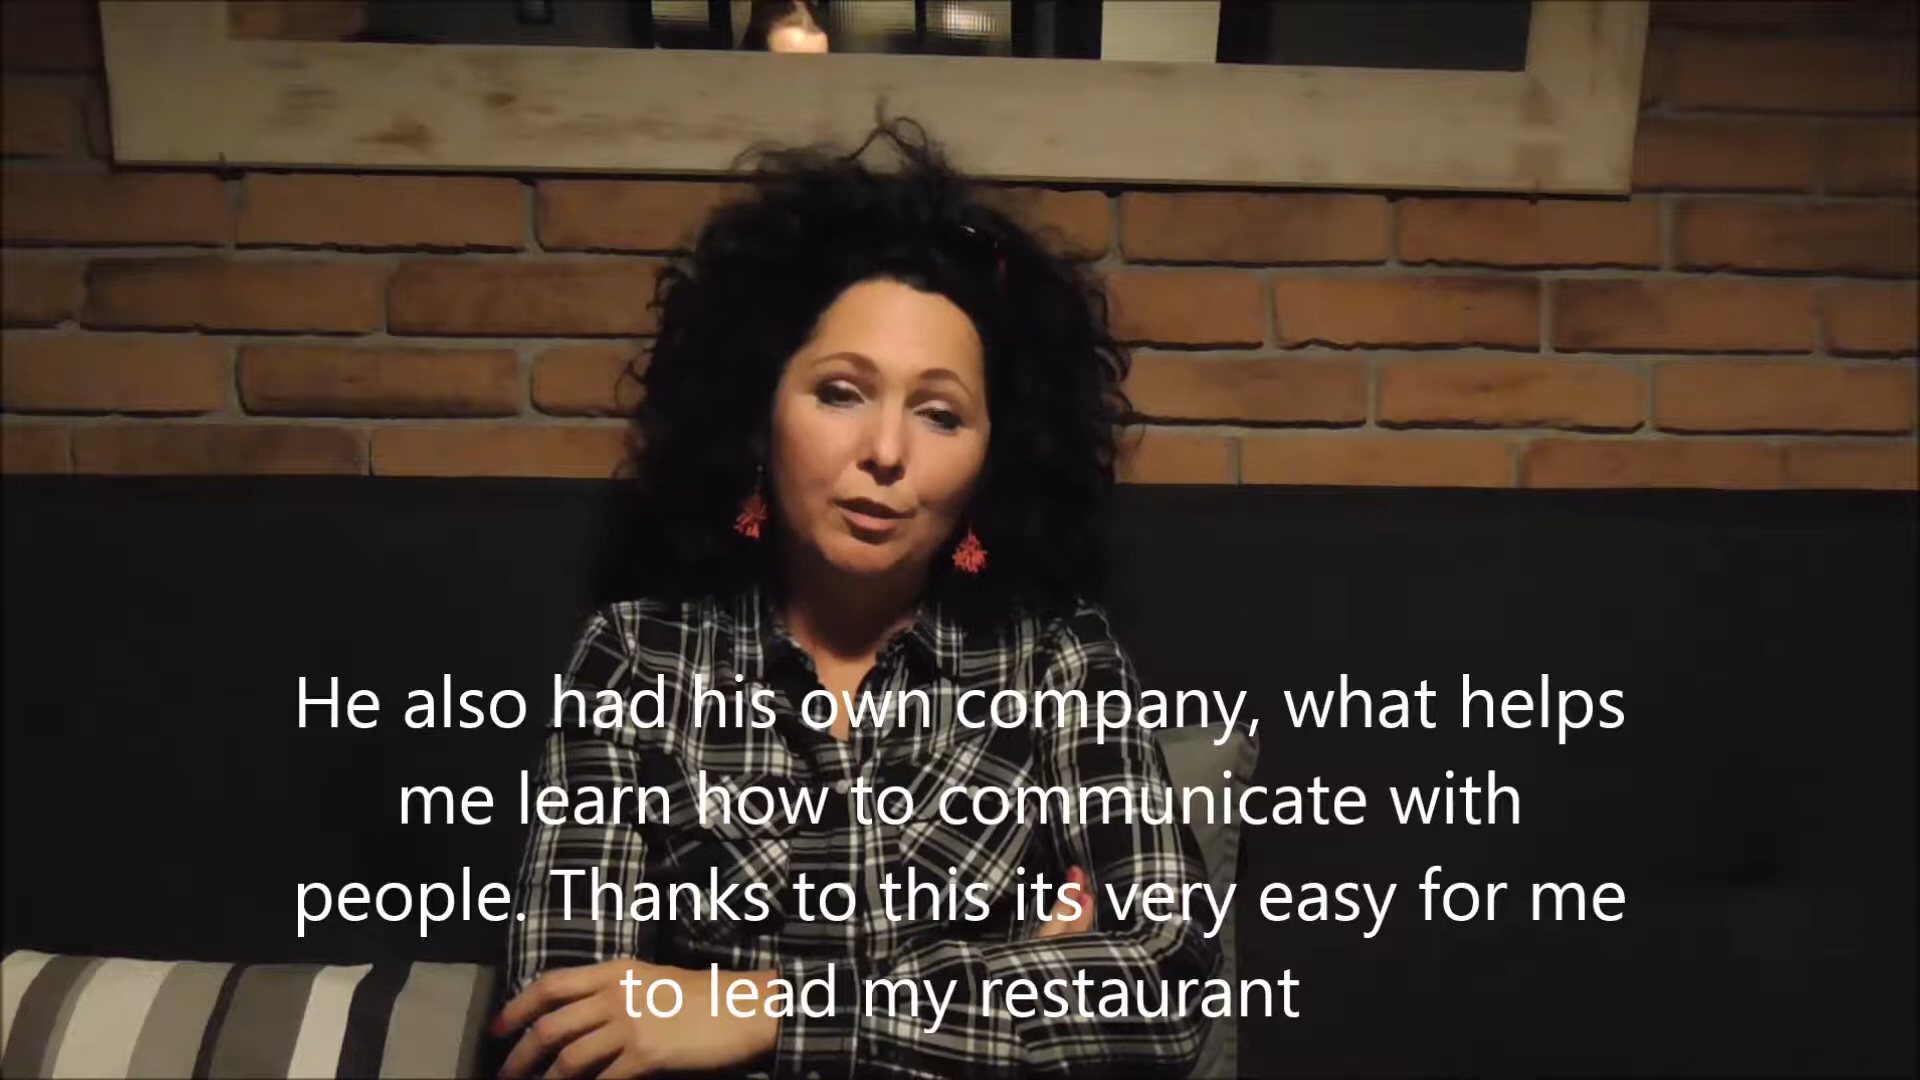 He also had his own company, what helps
me learn how to communicate with
people. Thanks to this its very easy for me
to lead my restaurant